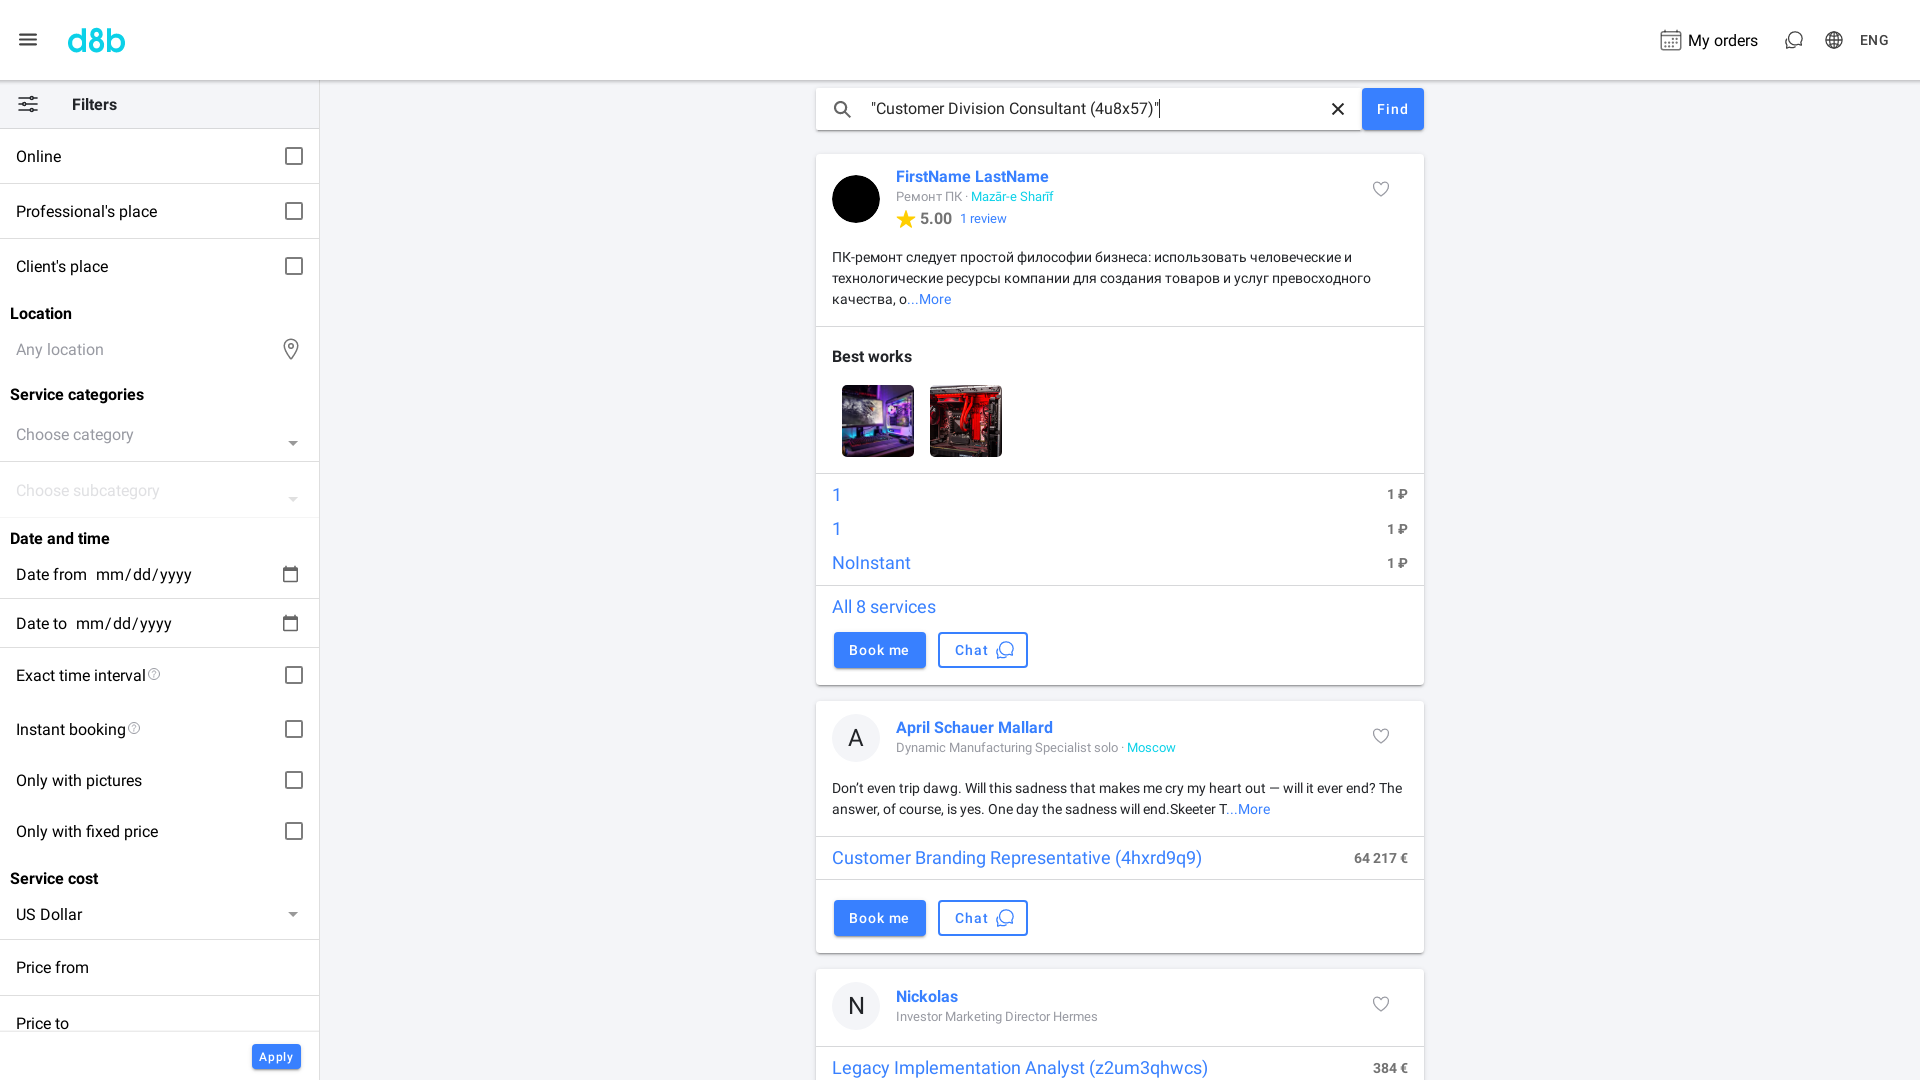 d8b
My orders
ENG
Filters
Online
Professional's place
Client's place
Location
Any location
Service categories
Choose category
Choose subcategory
Date and time
Date from mm/dd/yyyy
Date to mm/dd/yyyy
Exact time interval
Instant booking
Only with pictures
Only with fixed price
Service cost
US Dollar
Price from
Price to
Apply
"Customer Division Consultant (4u8x57)"
Find
FirstName LastName
Ремонт ПК · Mazār-e Sharīf
5.00 1 review
ПК-ремонт следует простой философии бизнеса: использовать человеческие и
технологические ресурсы компании для создания товаров и услуг превосходного
качества, о...More
Best works
1 1 ₽
1 1 ₽
NoInstant 1 ₽
All 8 services
Book me Chat
A
April Schauer Mallard
Dynamic Manufacturing Specialist solo · Moscow
Don’t even trip dawg. Will this sadness that makes me cry my heart out — will it ever end? The
answer, of course, is yes. One day the sadness will end.Skeeter T...More
Customer Branding Representative (4hxrd9q9) 64 217 €
Book me Chat
N
Nickolas
Investor Marketing Director Hermes
Legacy Implementation Analyst (z2um3qhwcs) 384 €